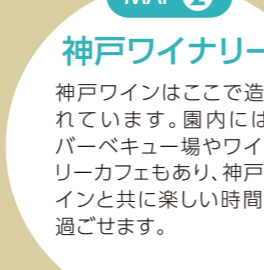 MAP 2
神戸ワイナリー
神戸ワインはここで造
れています。園内には
バーベキュー場やワイ
リーカフェもあり、神戸
インと共に楽しい時間
過ごせます。